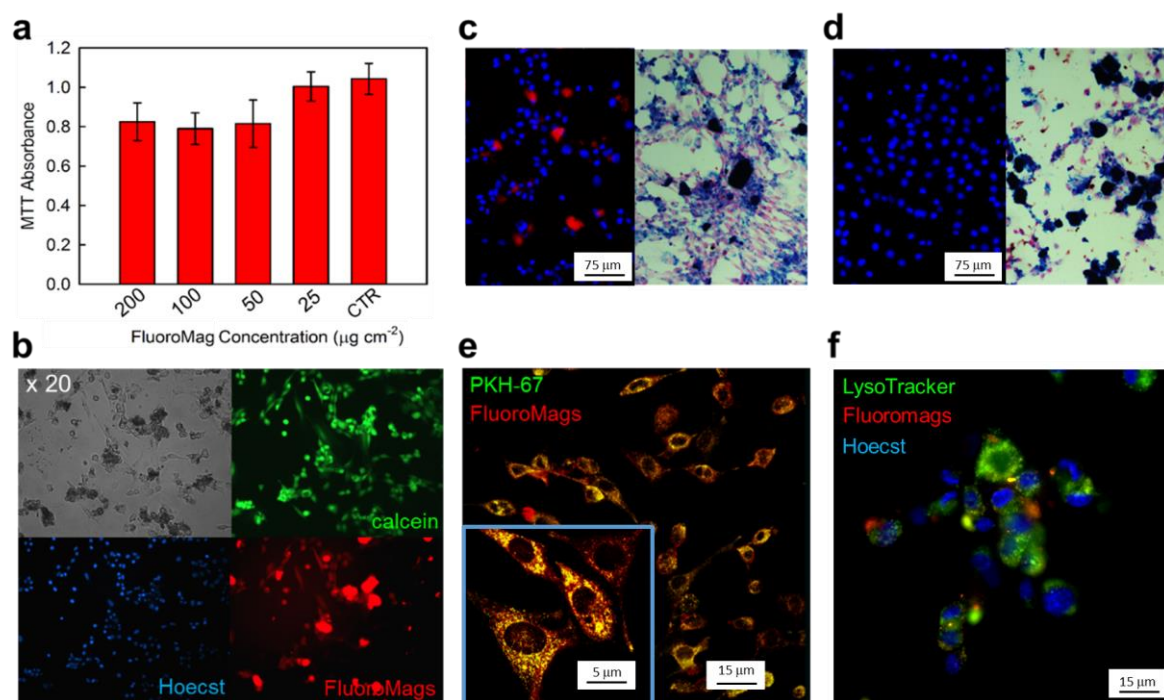 a
1.2
1.0
0.8
0.6
0.4
0.2
0.0
MTT Absorbance
200
100
50
25
CTR
FluoroMag Concentration (µg cm⁻²)
b
x 20
calcein
Hoecst
FluoroMags
c
75 µm
d
75 µm
e
PKH-67
FluoroMags
5 µm
15 µm
f
LysoTracker
Fluoromags
Hoecst
15 µm